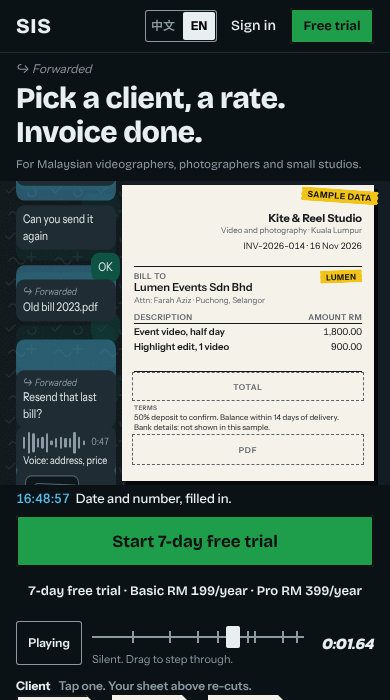 SIS
中文 EN
Sign in
Free trial
↪ Forwarded
Pick a client, a rate.
Invoice done.
For Malaysian videographers, photographers and small studios.
Can you send it
again
OK
↪ Forwarded
Old bill 2023.pdf
↪ Forwarded
Resend that last
bill?
0:47
Voice: address, price
SAMPLE DATA
Kite & Reel Studio
Video and photography · Kuala Lumpur
INV-2026-014 · 16 Nov 2026
BILL TO
LUMEN
Lumen Events Sdn Bhd
Attn: Farah Aziz · Puchong, Selangor
DESCRIPTION AMOUNT RM
Event video, half day 1,800.00
Highlight edit, 1 video 900.00
TOTAL
TERMS
50% deposit to confirm. Balance within 14 days of delivery.
Bank details: not shown in this sample.
PDF
16:48:57 Date and number, filled in.
Start 7-day free trial
7-day free trial · Basic RM 199/year · Pro RM 399/year
Playing
0:01.64
Silent. Drag to step through.
Client Tap one. Your sheet above re-cuts.